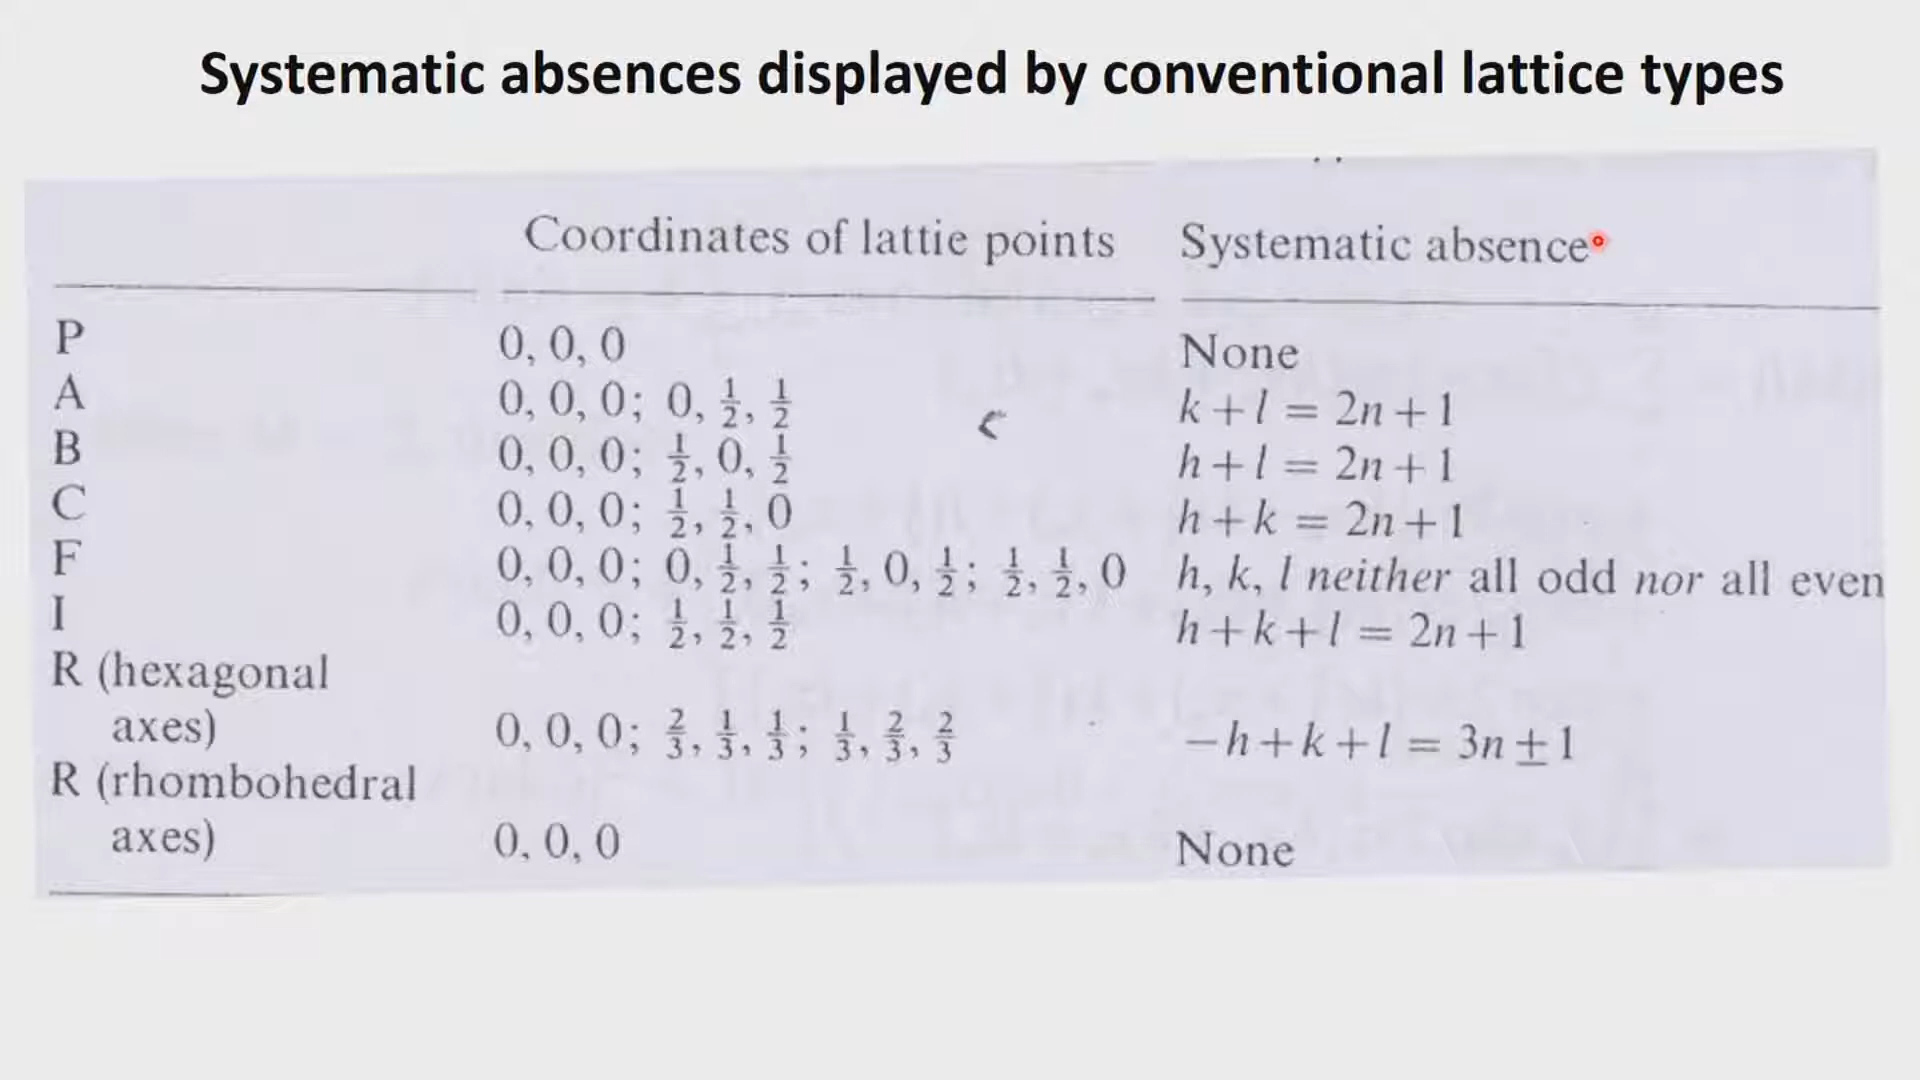 Systematic absences displayed by conventional lattice types
Coordinates of lattie points Systematic absence
P 0, 0, 0 None
A 0, 0, 0; 0, ½, ½ k + l = 2n + 1
B 0, 0, 0; ½, 0, ½ h + l = 2n + 1
C 0, 0, 0; ½, ½, 0 h + k = 2n + 1
F 0, 0, 0; 0, ½, ½; ½, 0, ½; ½, ½, 0 h, k, l neither all odd nor all even
I 0, 0, 0; ½, ½, ½ h + k + l = 2n + 1
R (hexagonal
axes) 0, 0, 0; ⅔, ⅓, ⅓; ⅓, ⅔, ⅔ −h + k + l = 3n ± 1
R (rhombohedral
axes) 0, 0, 0 None